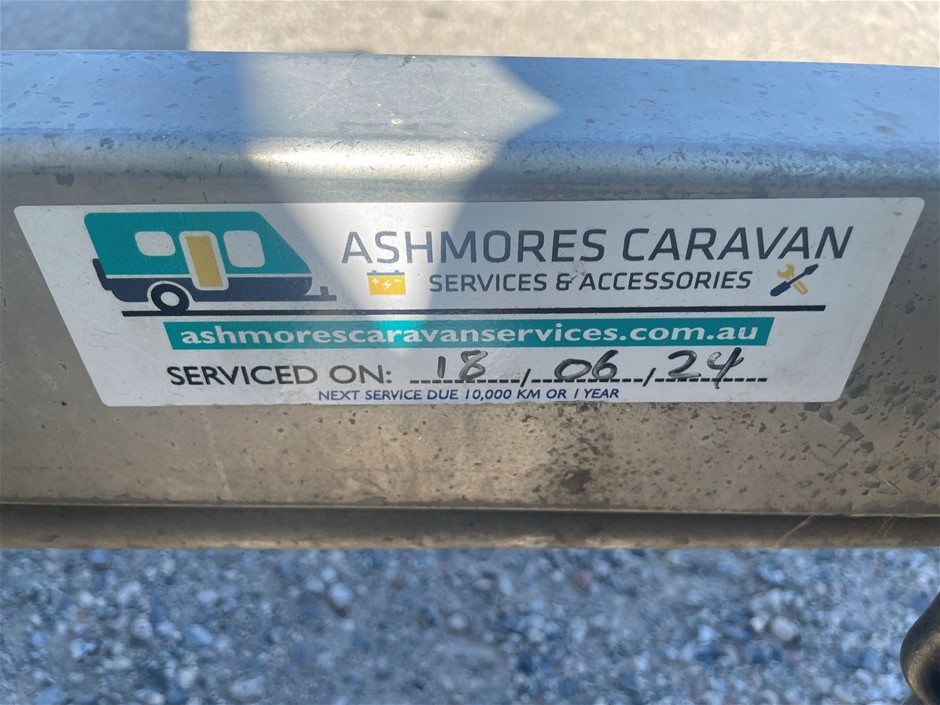 ASHMORES CARAVAN
SERVICES & ACCESSORIES
ashmorescaravanservices.com.au
SERVICED ON: 18/06/24
NEXT SERVICE DUE 10,000 KM OR 1 YEAR